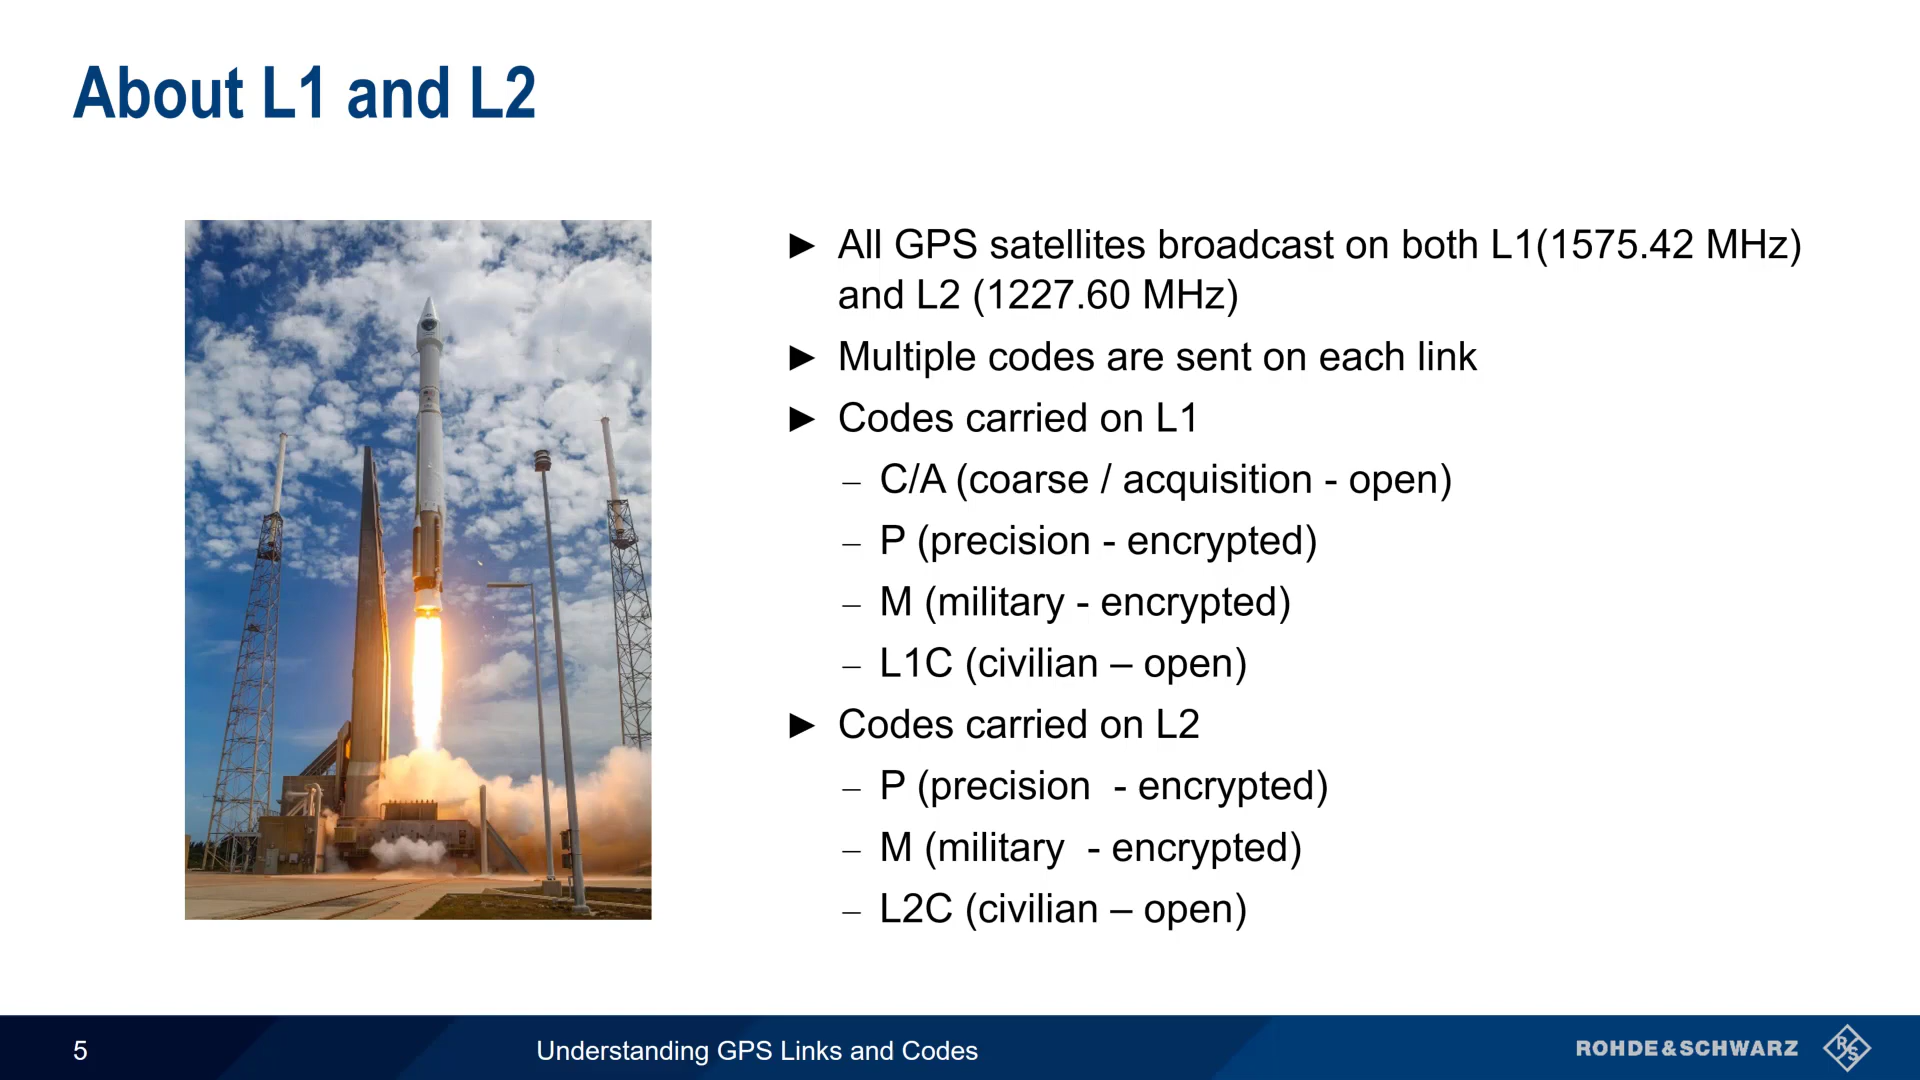 About L1 and L2
► All GPS satellites broadcast on both L1(1575.42 MHz)
and L2 (1227.60 MHz)
► Multiple codes are sent on each link
► Codes carried on L1
– C/A (coarse / acquisition - open)
– P (precision - encrypted)
– M (military - encrypted)
– L1C (civilian – open)
► Codes carried on L2
– P (precision  - encrypted)
– M (military  - encrypted)
– L2C (civilian – open)
5
Understanding GPS Links and Codes
ROHDE&SCHWARZ
R&S